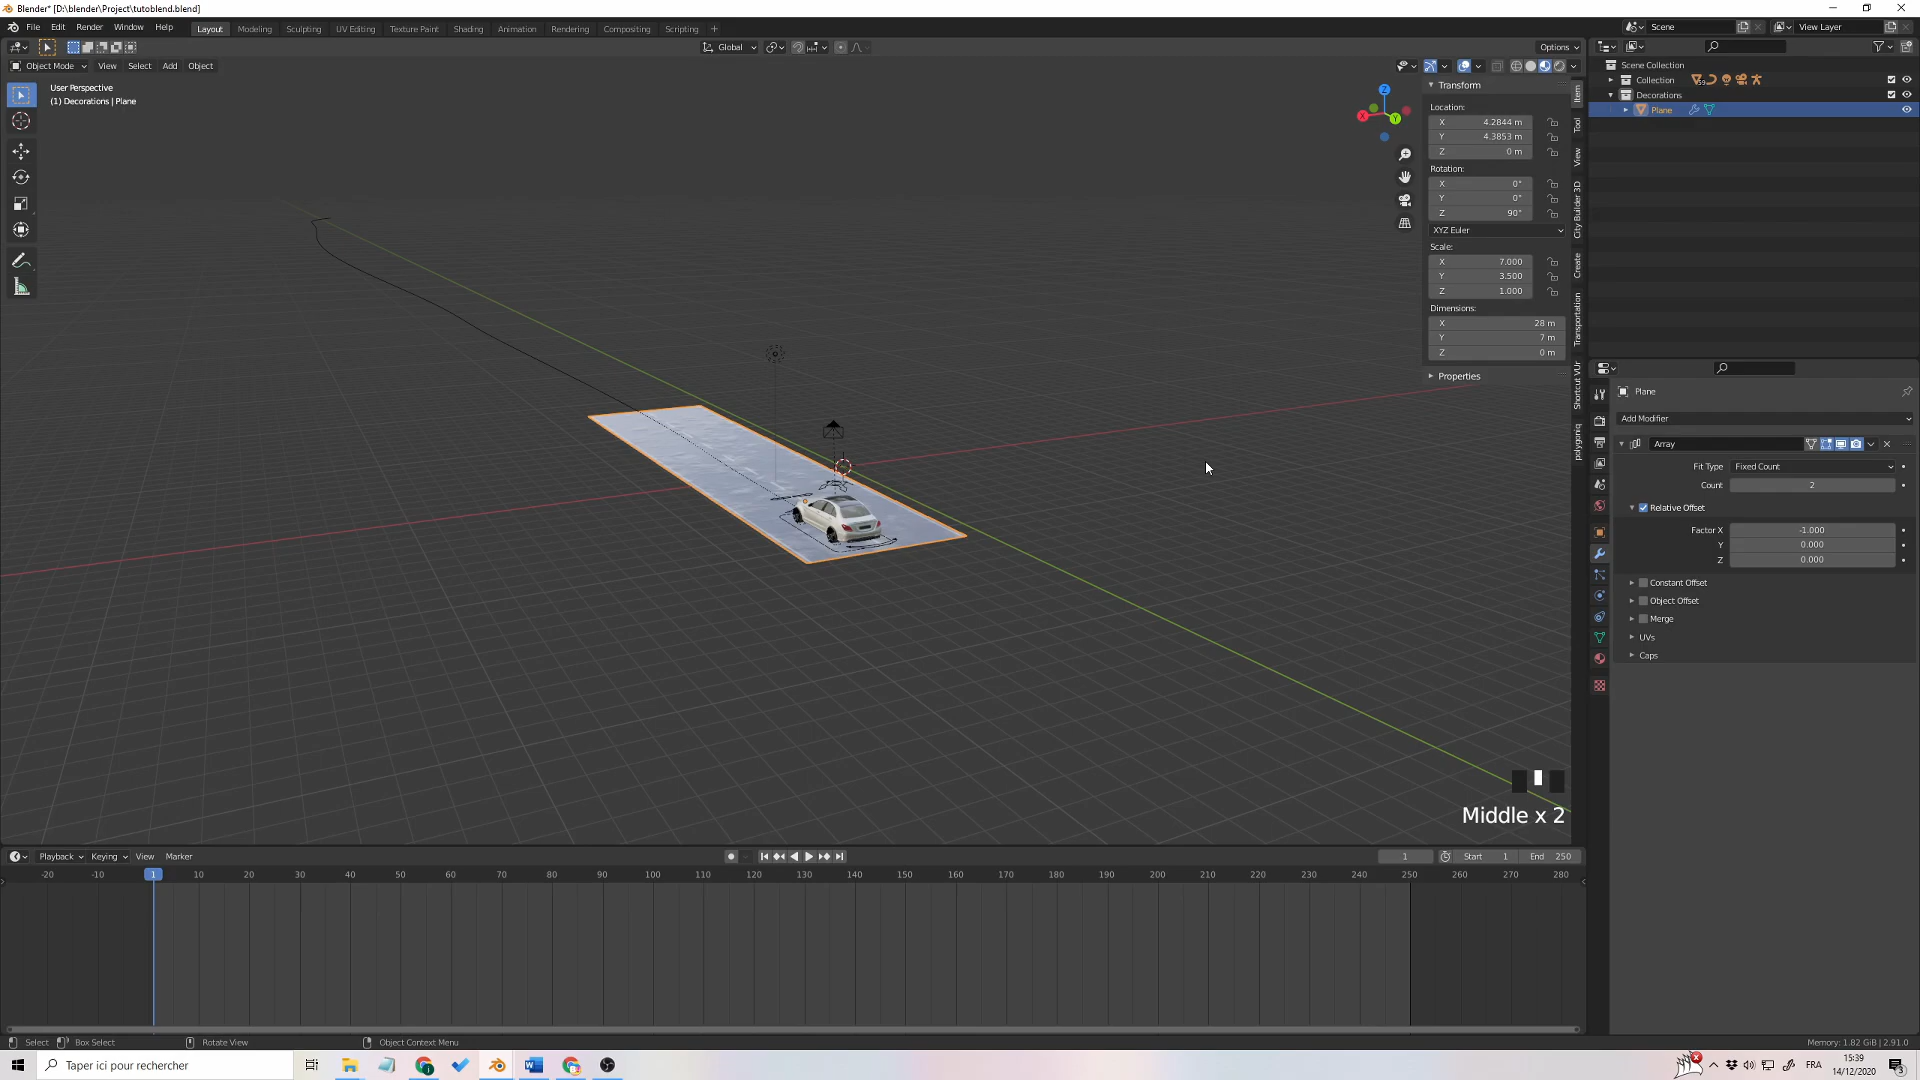 Blender* [D:\blender\Project\tutoblend.blend]
File Edit Render Window Help Layout Modeling Sculpting UV Editing Texture Paint Shading Animation Rendering Compositing Scripting + Scene View Layer
Global Options
Object Mode View Select Add Object
User Perspective
(1) Decorations | Plane
Z
X
Y
Transform
Location:
X 4.2844 m
Y 4.3853 m
Z 0 m
Rotation:
X 0°
Y 0°
Z 90°
XYZ Euler
Scale:
X 7.000
Y 3.500
Z 1.000
Dimensions:
X 28 m
Y 7 m
Z 0 m
Properties
Item
Tool
View
City Builder 3D
Create
Transportation
Shortcut VUr
polygoniq
Scene Collection
Collection
Decorations
Plane
Plane
Add Modifier
Array
Fit Type Fixed Count
Count 2
Relative Offset
Factor X -1.000
Y 0.000
Z 0.000
Constant Offset
Object Offset
Merge
UVs
Caps
Middle x 2
Playback Keying View Marker 1 Start 1 End 250
-20 -10 1 10 20 30 40 50 60 70 80 90 100 110 120 130 140 150 160 170 180 190 200 210 220 230 240 250 260 270 280
Select Box Select Rotate View Object Context Menu Memory: 1.82 GiB | 2.91.0
Taper ici pour rechercher
FRA
15:39
14/12/2020
3